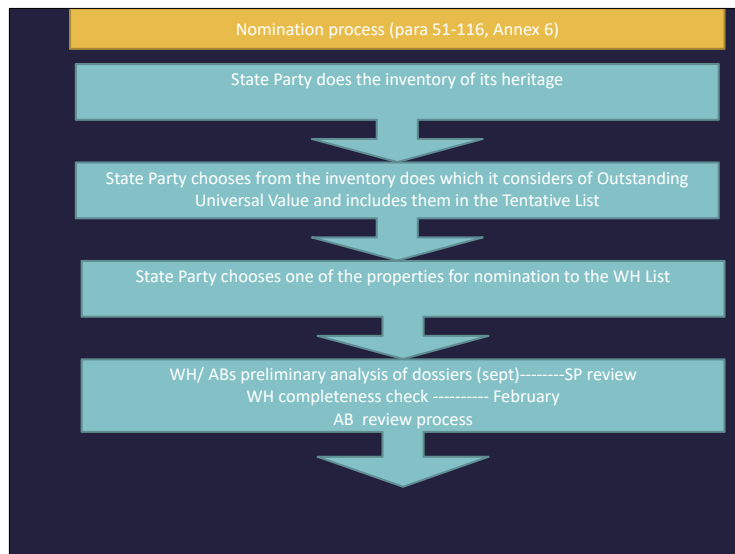 Nomination process (para 51-116, Annex 6)
State Party does the inventory of its heritage
State Party chooses from the inventory does which it considers of Outstanding
Universal Value and includes them in the Tentative List
State Party chooses one of the properties for nomination to the WH List
WH/ ABs preliminary analysis of dossiers (sept)--------SP review
WH completeness check ---------- February
AB  review process